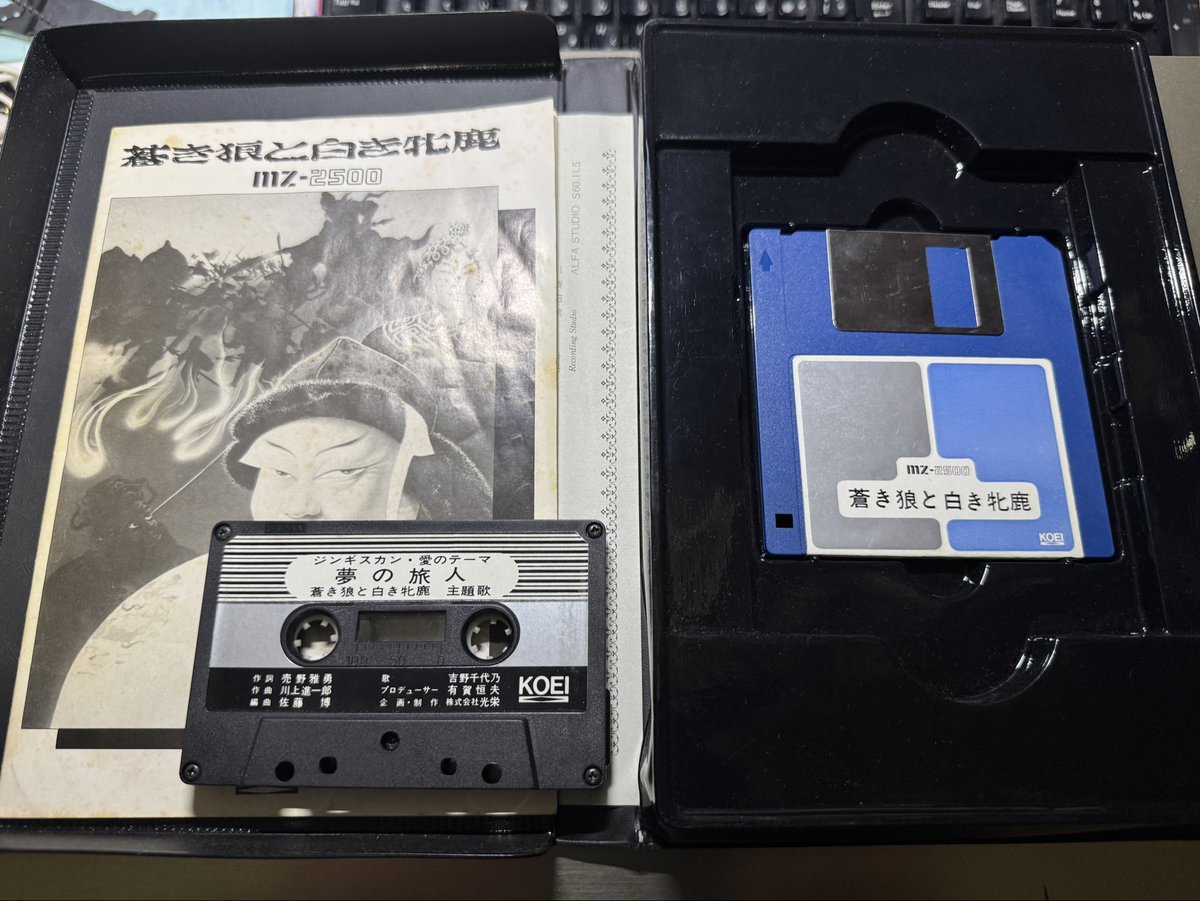 蒼き狼と白き牝鹿
MZ-2500
Recording Studio ALFA STUDIO S60.11.5
ジンギスカン・愛のテーマ
夢の旅人
蒼き狼と白き牝鹿 主題歌
100 50 0
作詞 売野雅勇
作曲 川上進一郎
編曲 佐藤 博
歌 吉野千代乃
プロデューサー 有賀恒夫
企画・制作 株式会社光栄
KOEI
MZ-2500
蒼き狼と白き牝鹿
KOEI